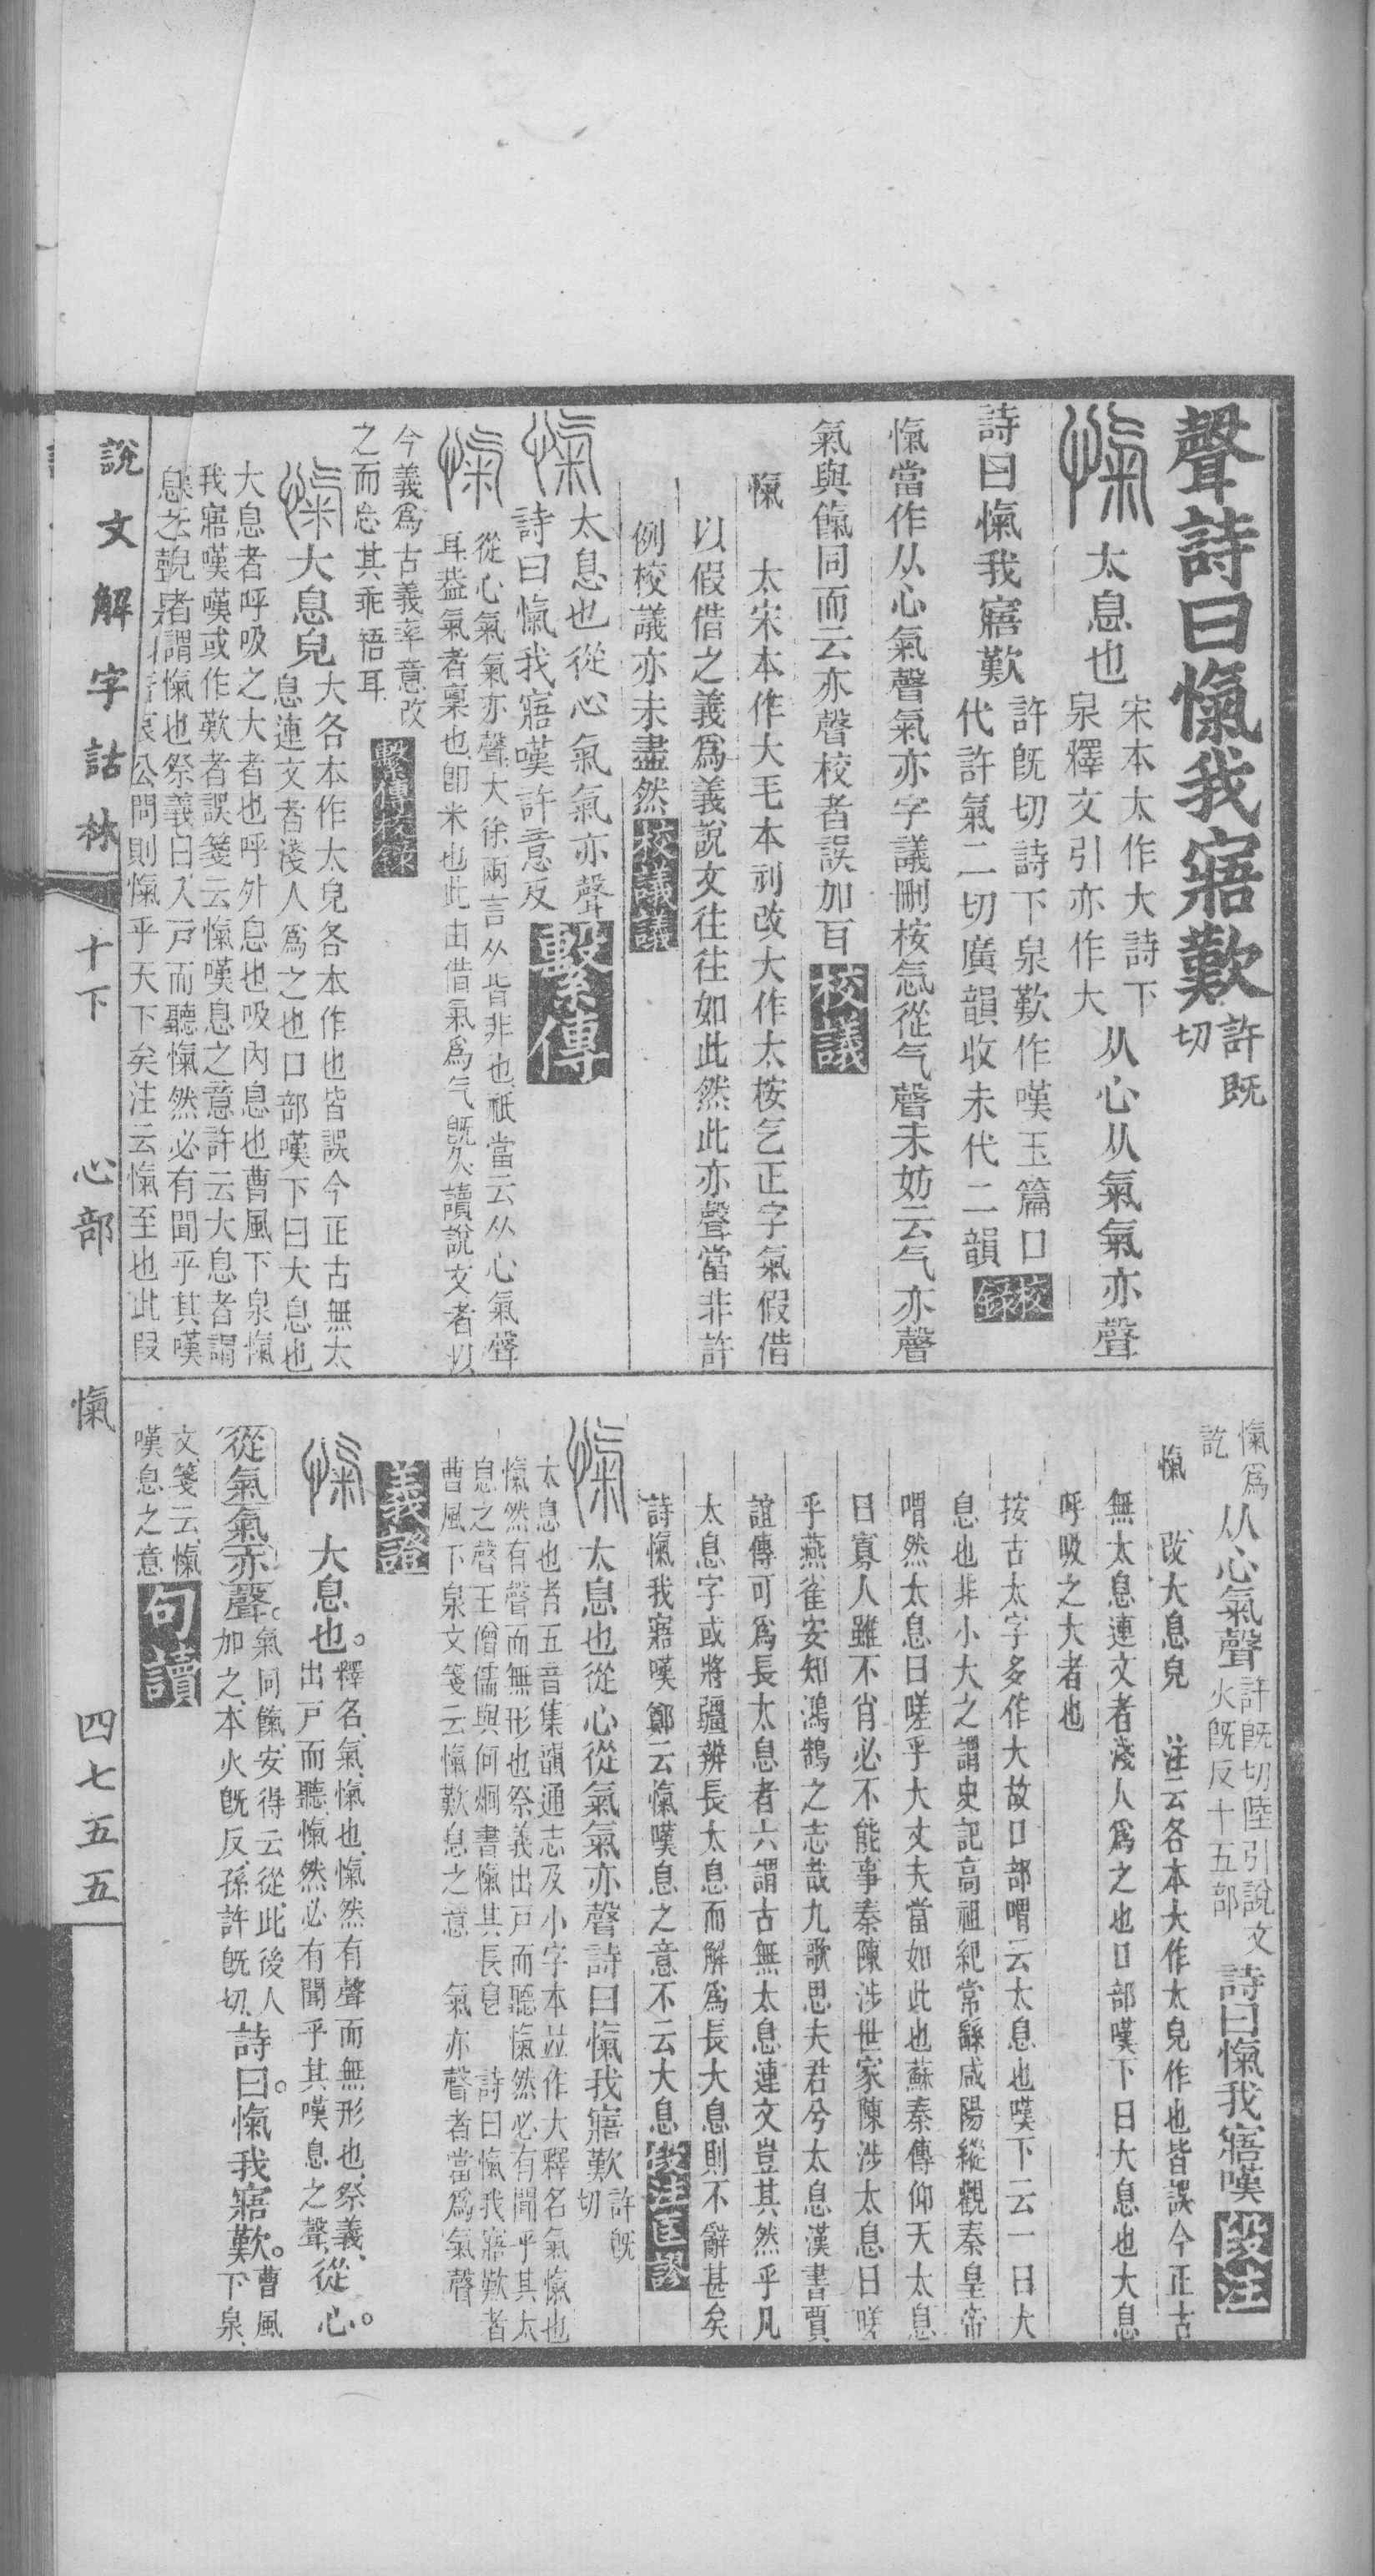 聲詩曰愾我寤歎許旣切
愾 太息也宋本太作大詩下泉釋文引亦作大从心从氣氣亦聲
詩曰愾我寤歎許旣切詩下泉歎作嘆玉篇口代許氣二切廣韻收未代二韻校録
愾當作从心氣聲氣亦字議刪桉忥從气聲未妨云气亦聲
氣與餼同而云亦聲校者誤加耳校議
愾 太宋本作大毛本刓改大作太桉乞正字氣假借
以假借之義爲義說文往往如此然此亦聲當非許
例校議亦未盡然校議議
愾 太息也從心氣氣亦聲
詩曰愾我寤嘆許意反繫傳
愾 從心氣氣亦聲大徐兩言从皆非也祇當云从心氣聲
耳葢氣者稟也卽米也此由借氣爲气旣久讀說文者以
今義爲古義率意改
之而忘其乖牾耳繫傳校錄
愾 大息皃大各本作太皃各本作也皆誤今正古無太
息連文者淺人爲之也口部嘆下曰大息也
大息者呼吸之大者也呼外息也吸內息也曹風下泉愾
我寤嘆嘆或作歎者誤箋云愾嘆息之意許云大息者謂
嘆息之聲祭義曰入戸而聽愾然必有聞乎其嘆
公問則愾乎天下矣注云愾至也此叚
說文解字詁林 十下 心部 愾 四七五五
愾爲
訖从心氣聲許旣切陸引說文火旣反十五部詩曰愾我寤嘆段注
愾 改大息皃 注云各本大作太皃作也皆誤今正古
無太息連文者淺人爲之也口部嘆下曰大息也大息
呼吸之大者也
按古太字多作大故口部喟云太息也嘆下云一曰大
息也非小大之謂史記高祖紀常繇咸陽縱觀秦皇帝
喟然太息曰嗟乎大丈夫當如此也蘇秦傳仰天太息
曰寡人雖不肖必不能事秦陳涉世家陳涉太息曰嗟
乎燕雀安知鴻鵠之志哉九歌思夫君兮太息漢書賈
誼傳可爲長太息者六謂古無太息連文豈其然乎凡
太息字或將疆辨長太息而解爲長大息則不辭甚矣
詩愾我寤嘆鄭云愾嘆息之意不云大息段注匡謬
愾 太息也從心從氣氣亦聲詩曰愾我寤歎許旣切
太息也者五音集韻通志及小字本竝作大釋名氣愾也
愾然有聲而無形也祭義出戸而聽愾然必有聞乎其太
息之聲王僧儒與何炯書愾其長息 詩曰愾我寤歎者
曹風下泉文箋云愾歎息之意 氣亦聲者當爲氣聲
義證
愾 大息也。釋名、氣、愾也、愾然有聲而無形也、祭義、出戸而聽、愾然必有聞乎其嘆息之聲、從心。
從氣氣亦聲。氣同餼、安得云從、此後人加之、本火旣反、孫許旣切、詩曰。愾我寤歎。曹風下泉、
文、箋云、愾
嘆息之意句讀